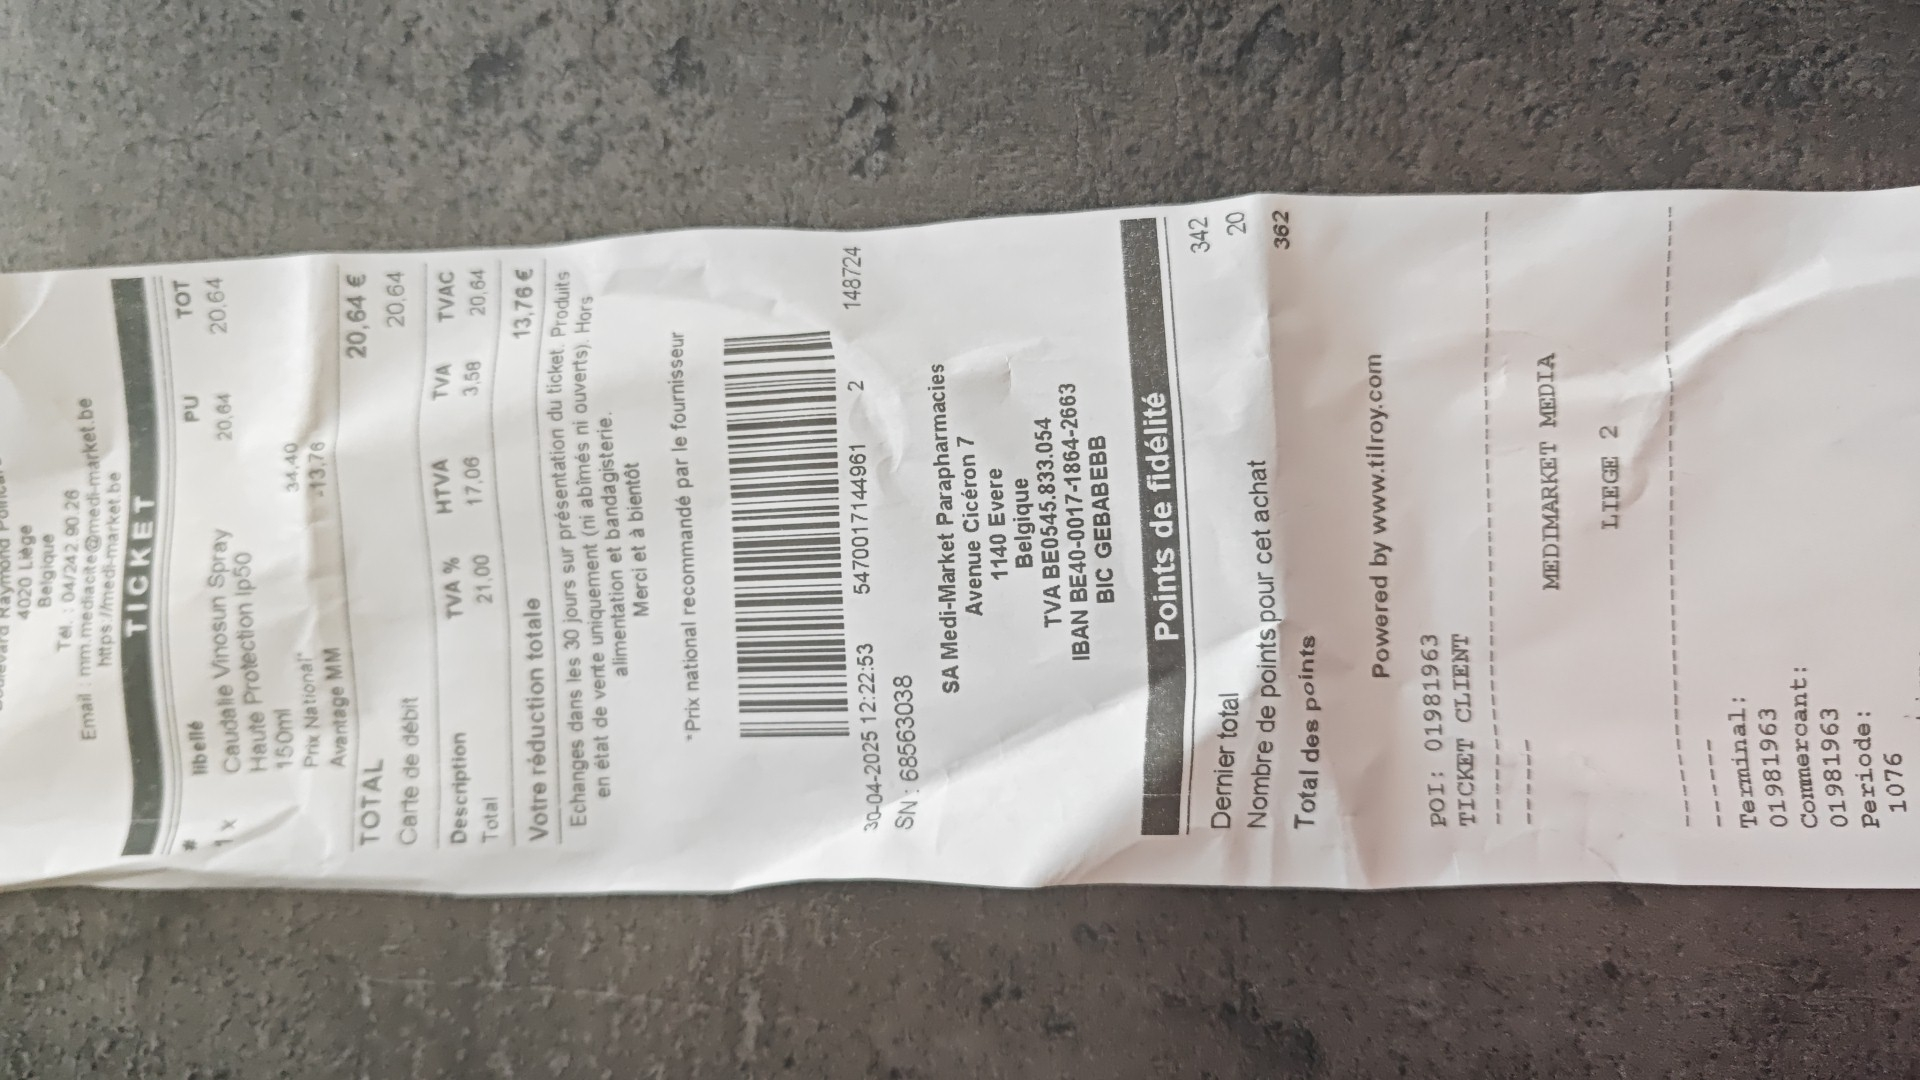 Boulevard Raymond Poincaré
4020 Liège
Belgique
Tel. : 04/242.90.26
Email : mm.mediacite@medi-market.be
https://medi-market.be
TICKET
# libellé PU TOT
1 x Caudalie Vinosun Spray 20,64 20,64
Haute Protection Ip50
150ml
Prix National* 34,40
Avantage MM -13,76
TOTAL 20,64 €
Carte de débit 20,64
Description TVA % HTVA TVA TVAC
Total 21,00 17,06 3,58 20,64
Votre réduction totale 13,76 €
Echanges dans les 30 jours sur présentation du ticket. Produits
en état de vente uniquement (ni abîmés ni ouverts). Hors
alimentation et bandagisterie.
Merci et à bientôt
*Prix national recommandé par le fournisseur
30-04-2025 12:22:53 5470017144961 2 148724
SN : 68563038
SA Medi-Market Parapharmacies
Avenue Cicéron 7
1140 Evere
Belgique
TVA BE0545.833.054
IBAN BE40-0017-1864-2663
BIC GEBABEBB
Points de fidélité
Dernier total 342
Nombre de points pour cet achat 20
Total des points 362
Powered by www.tilroy.com
POI: 01981963
TICKET CLIENT
MEDIMARKET MEDIA
LIEGE 2
Terminal:
01981963
Commercant:
01981963
Periode:
1076